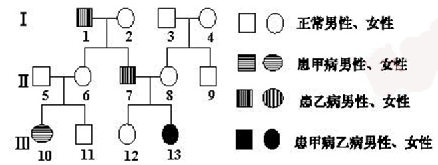 I
1 2 3 4
正常男性、女性
II
5 6 7 8 9
患甲病男性、女性
患乙病男性、女性
III
10 11 12 13
患甲病乙病男性、女性